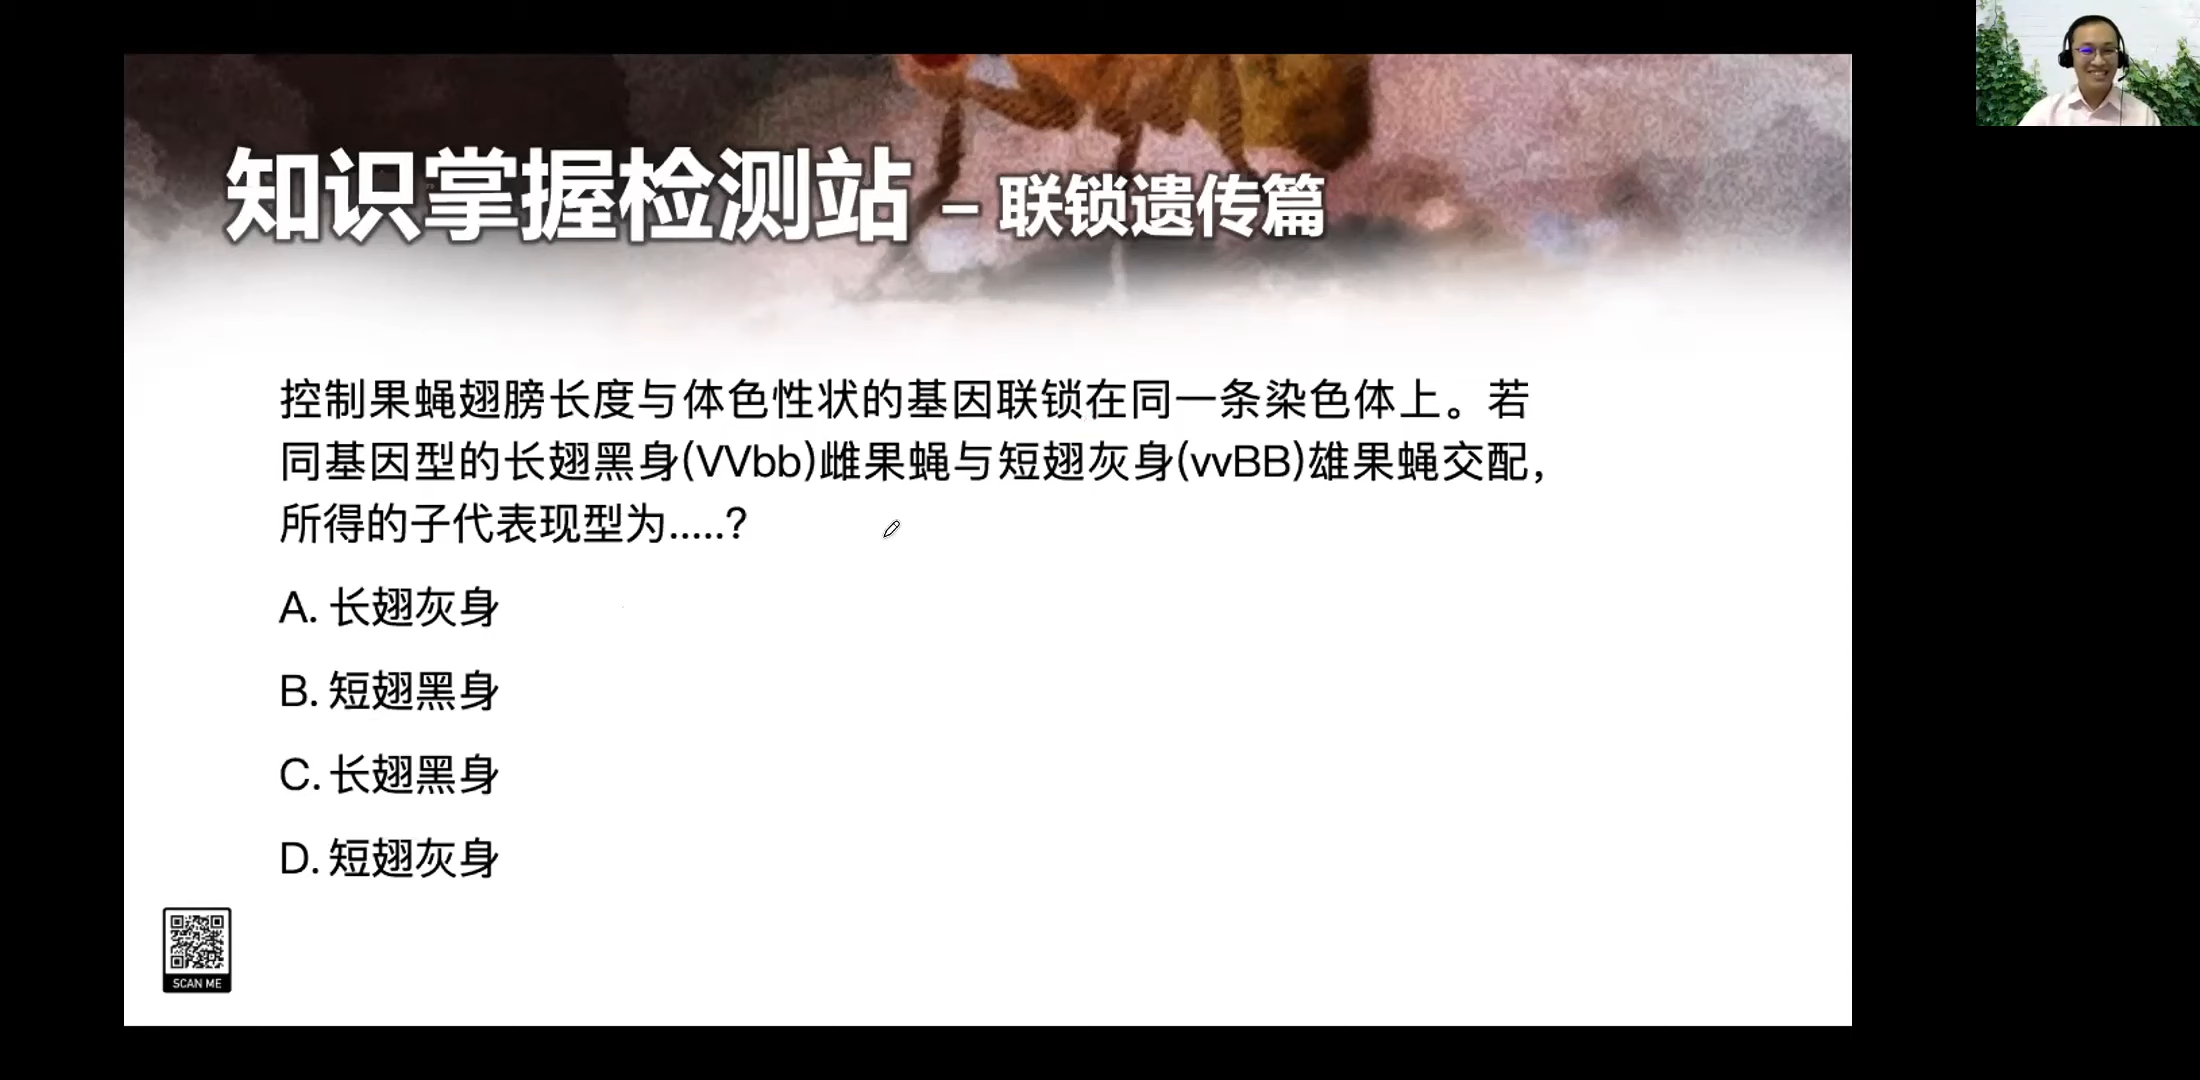 知识掌握检测站 – 联锁遗传篇
控制果蝇翅膀长度与体色性状的基因联锁在同一条染色体上。若
同基因型的长翅黑身(VVbb)雌果蝇与短翅灰身(vvBB)雄果蝇交配，
所得的子代表现型为.....?
A. 长翅灰身
B. 短翅黑身
C. 长翅黑身
D. 短翅灰身
SCAN ME